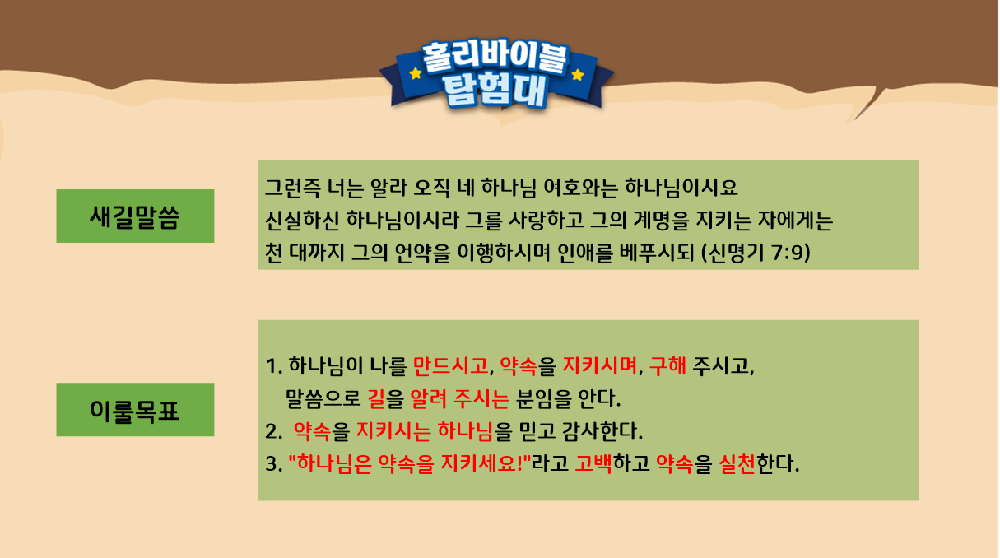 홀리바이블
탐험대
새길말씀
그런즉 너는 알라 오직 네 하나님 여호와는 하나님이시요
신실하신 하나님이시라 그를 사랑하고 그의 계명을 지키는 자에게는
천 대까지 그의 언약을 이행하시며 인애를 베푸시되 (신명기 7:9)
이룰목표
1. 하나님이 나를 만드시고, 약속을 지키시며, 구해 주시고,
말씀으로 길을 알려 주시는 분임을 안다.
2. 약속을 지키시는 하나님을 믿고 감사한다.
3. "하나님은 약속을 지키세요!"라고 고백하고 약속을 실천한다.